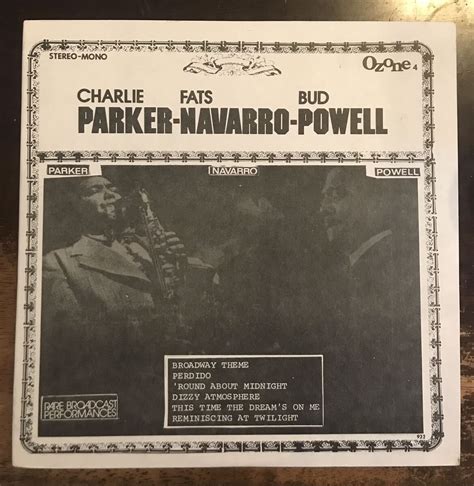 STEREO-MONO
Ozone 4
CHARLIE FATS BUD
PARKER-NAVARRO-POWELL
PARKER NAVARRO POWELL
BROADWAY THEME
PERDIDO
'ROUND ABOUT MIDNIGHT
DIZZY ATMOSPHERE
THIS TIME THE DREAM'S ON ME
REMINISCING AT TWILIGHT
RARE BROADCAST
PERFORMANCES
922